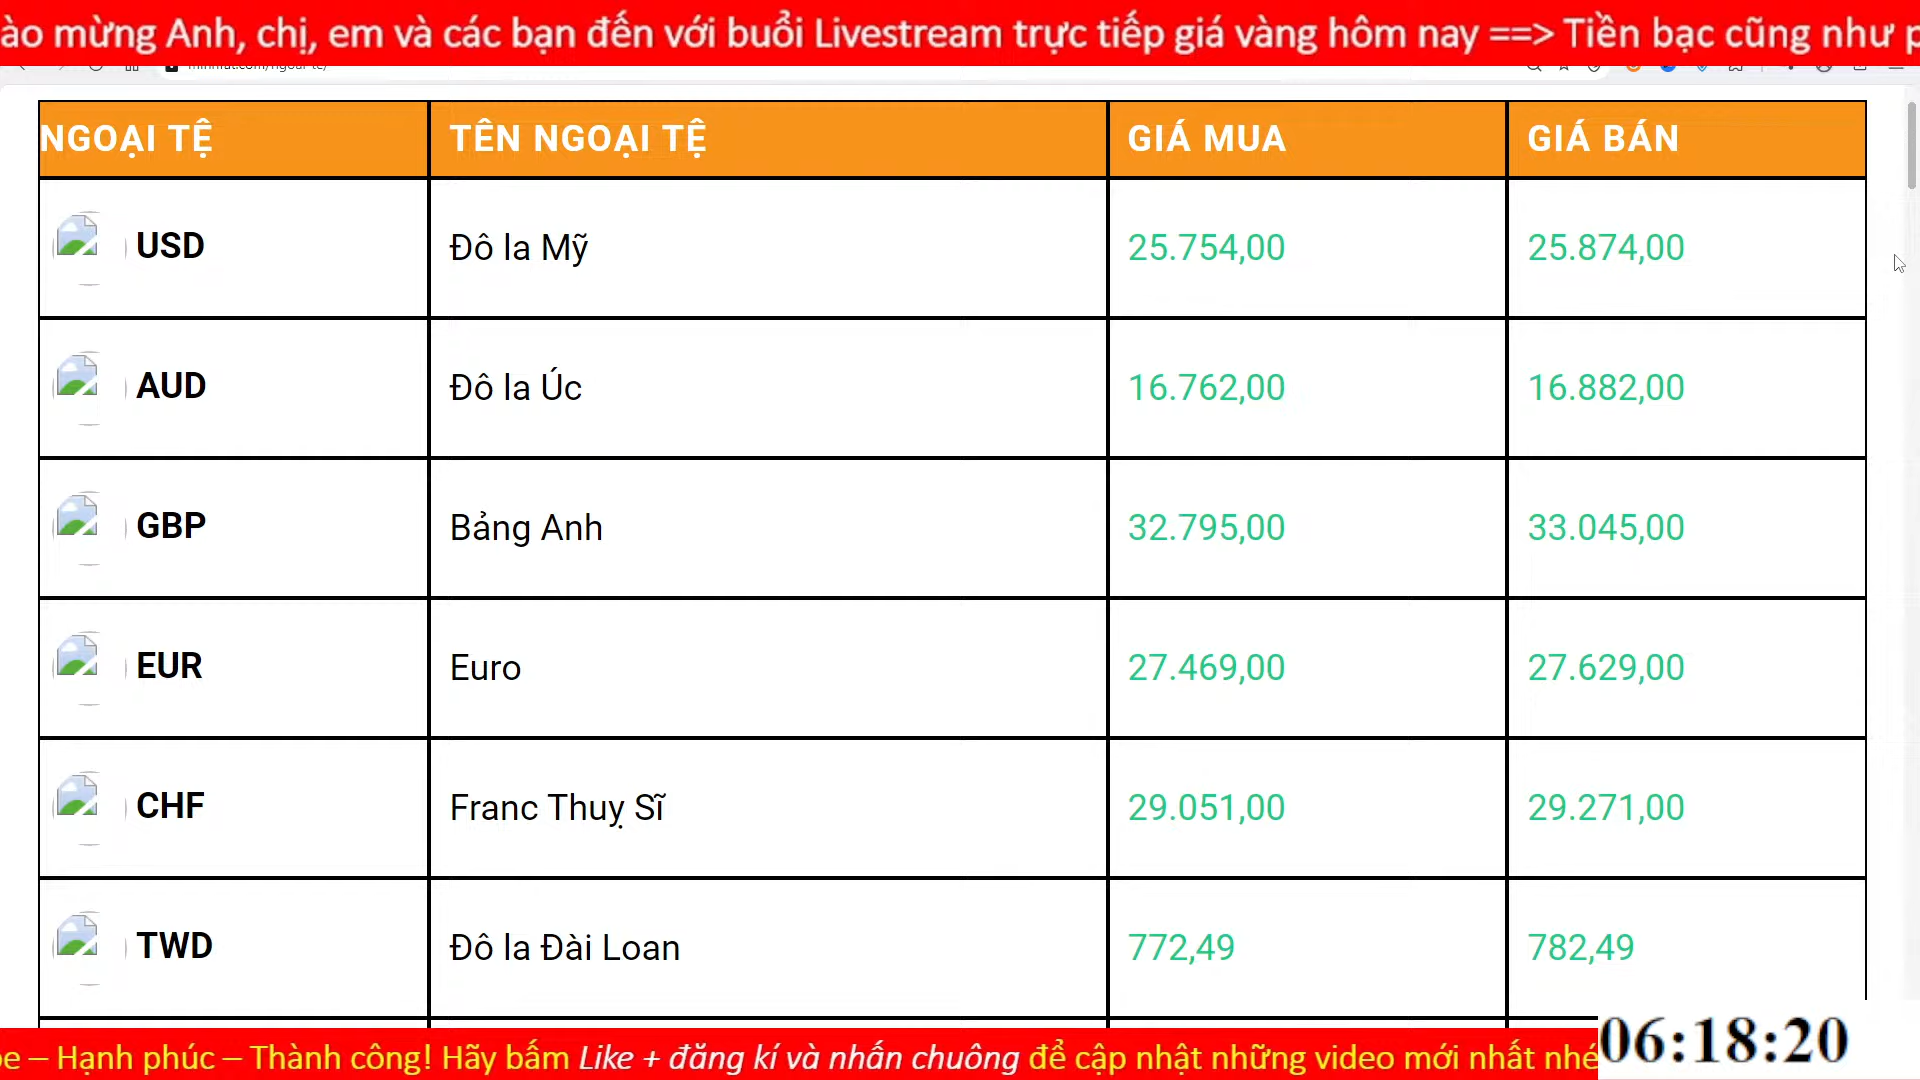 ào mừng Anh, chị, em và các bạn đến với buổi Livestream trực tiếp giá vàng hôm nay ==> Tiền bạc cũng như p
NGOẠI TỆ TÊN NGOẠI TỆ GIÁ MUA GIÁ BÁN
USD Đô la Mỹ 25.754,00 25.874,00
AUD Đô la Úc 16.762,00 16.882,00
GBP Bảng Anh 32.795,00 33.045,00
EUR Euro 27.469,00 27.629,00
CHF Franc Thuỵ Sĩ 29.051,00 29.271,00
TWD Đô la Đài Loan 772,49 782,49
oe – Hạnh phúc – Thành công! Hãy bấm Like + đăng kí và nhấn chuông để cập nhật những video mới nhất nhé
06:18:20